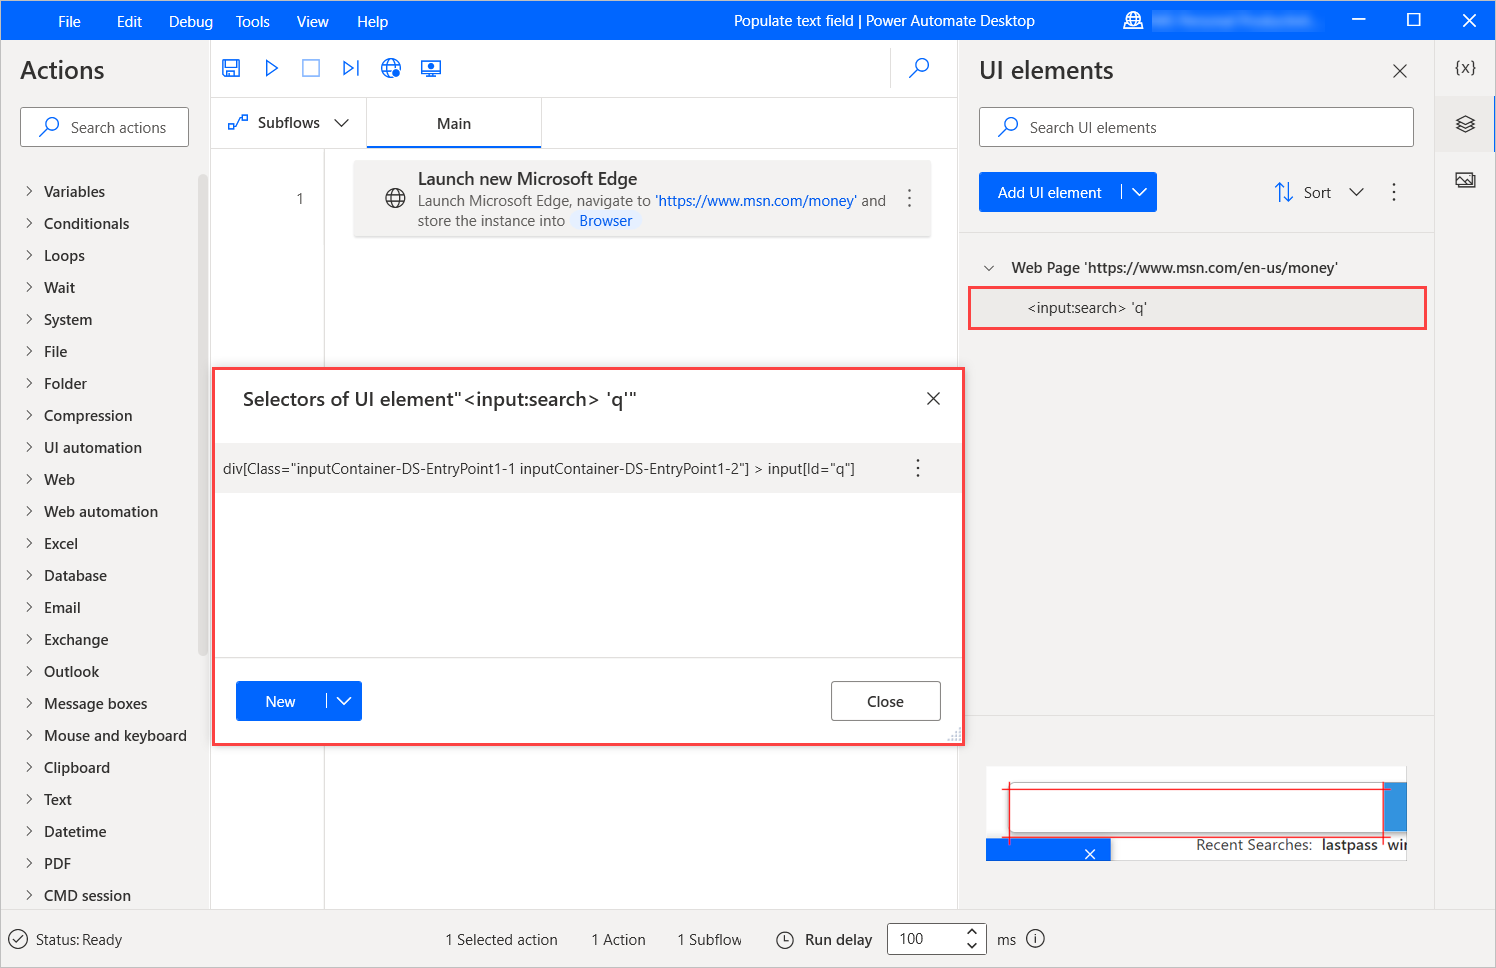 File Edit Debug Tools View Help
Populate text field | Power Automate Desktop
Actions
Search actions
Variables
Conditionals
Loops
Wait
System
File
Folder
Compression
UI automation
Web
Web automation
Excel
Database
Email
Exchange
Outlook
Message boxes
Mouse and keyboard
Clipboard
Text
Datetime
PDF
CMD session
Subflows
Main
1
Launch new Microsoft Edge
Launch Microsoft Edge, navigate to 'https://www.msn.com/money' and
store the instance into Browser
Selectors of UI element"<input:search> 'q'"
div[Class="inputContainer-DS-EntryPoint1-1 inputContainer-DS-EntryPoint1-2"] > input[Id="q"]
New
Close
UI elements
Search UI elements
Add UI element
Sort
{x}
Web Page 'https://www.msn.com/en-us/money'
<input:search> 'q'
Recent Searches: lastpass wi
Status: Ready
1 Selected action
1 Action
1 Subflow
Run delay
100
ms